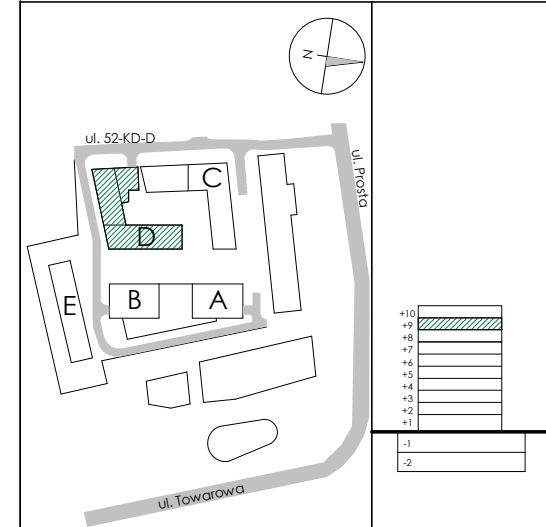 N
ul. 52-KD-D
ul. Prosta
C
D
E
B
A
ul. Towarowa
+10
+9
+8
+7
+6
+5
+4
+3
+2
+1
-1
-2